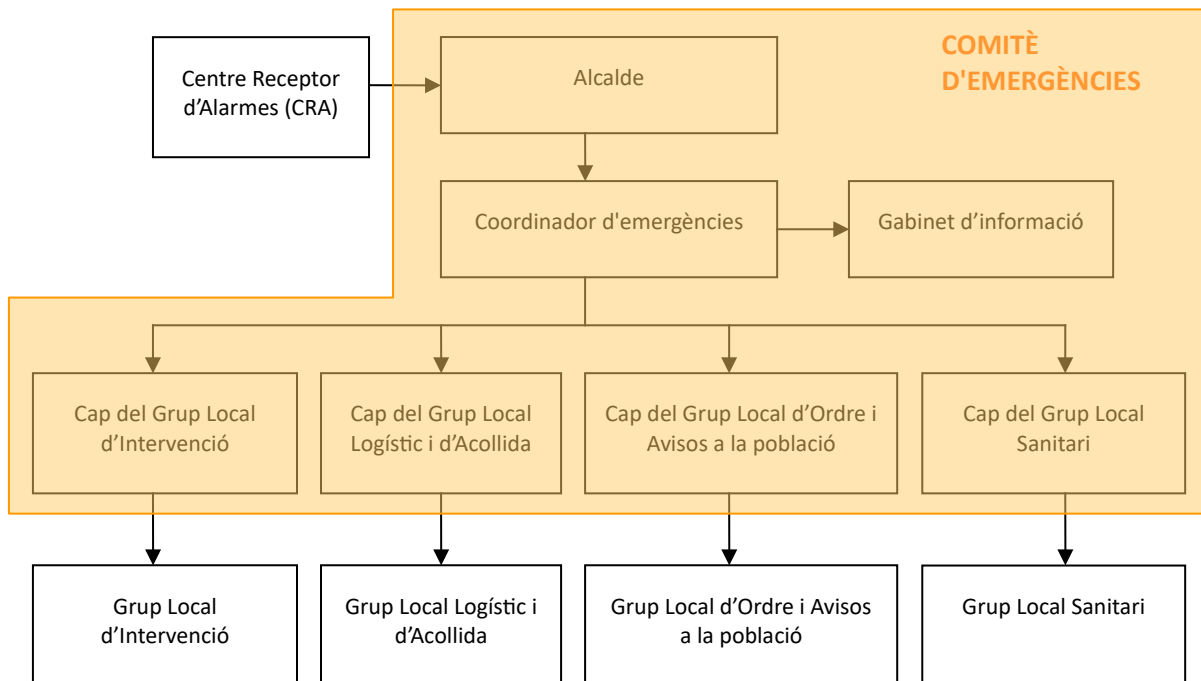 COMITÈ
D'EMERGÈNCIES
Centre Receptor
d’Alarmes (CRA)
Alcalde
Coordinador d'emergències
Gabinet d’informació
Cap del Grup Local
d’Intervenció
Cap del Grup Local
Logístic i d’Acollida
Cap del Grup Local d’Ordre i
Avisos a la població
Cap del Grup Local
Sanitari
Grup Local
d’Intervenció
Grup Local Logístic i
d’Acollida
Grup Local d’Ordre i Avisos
a la població
Grup Local Sanitari